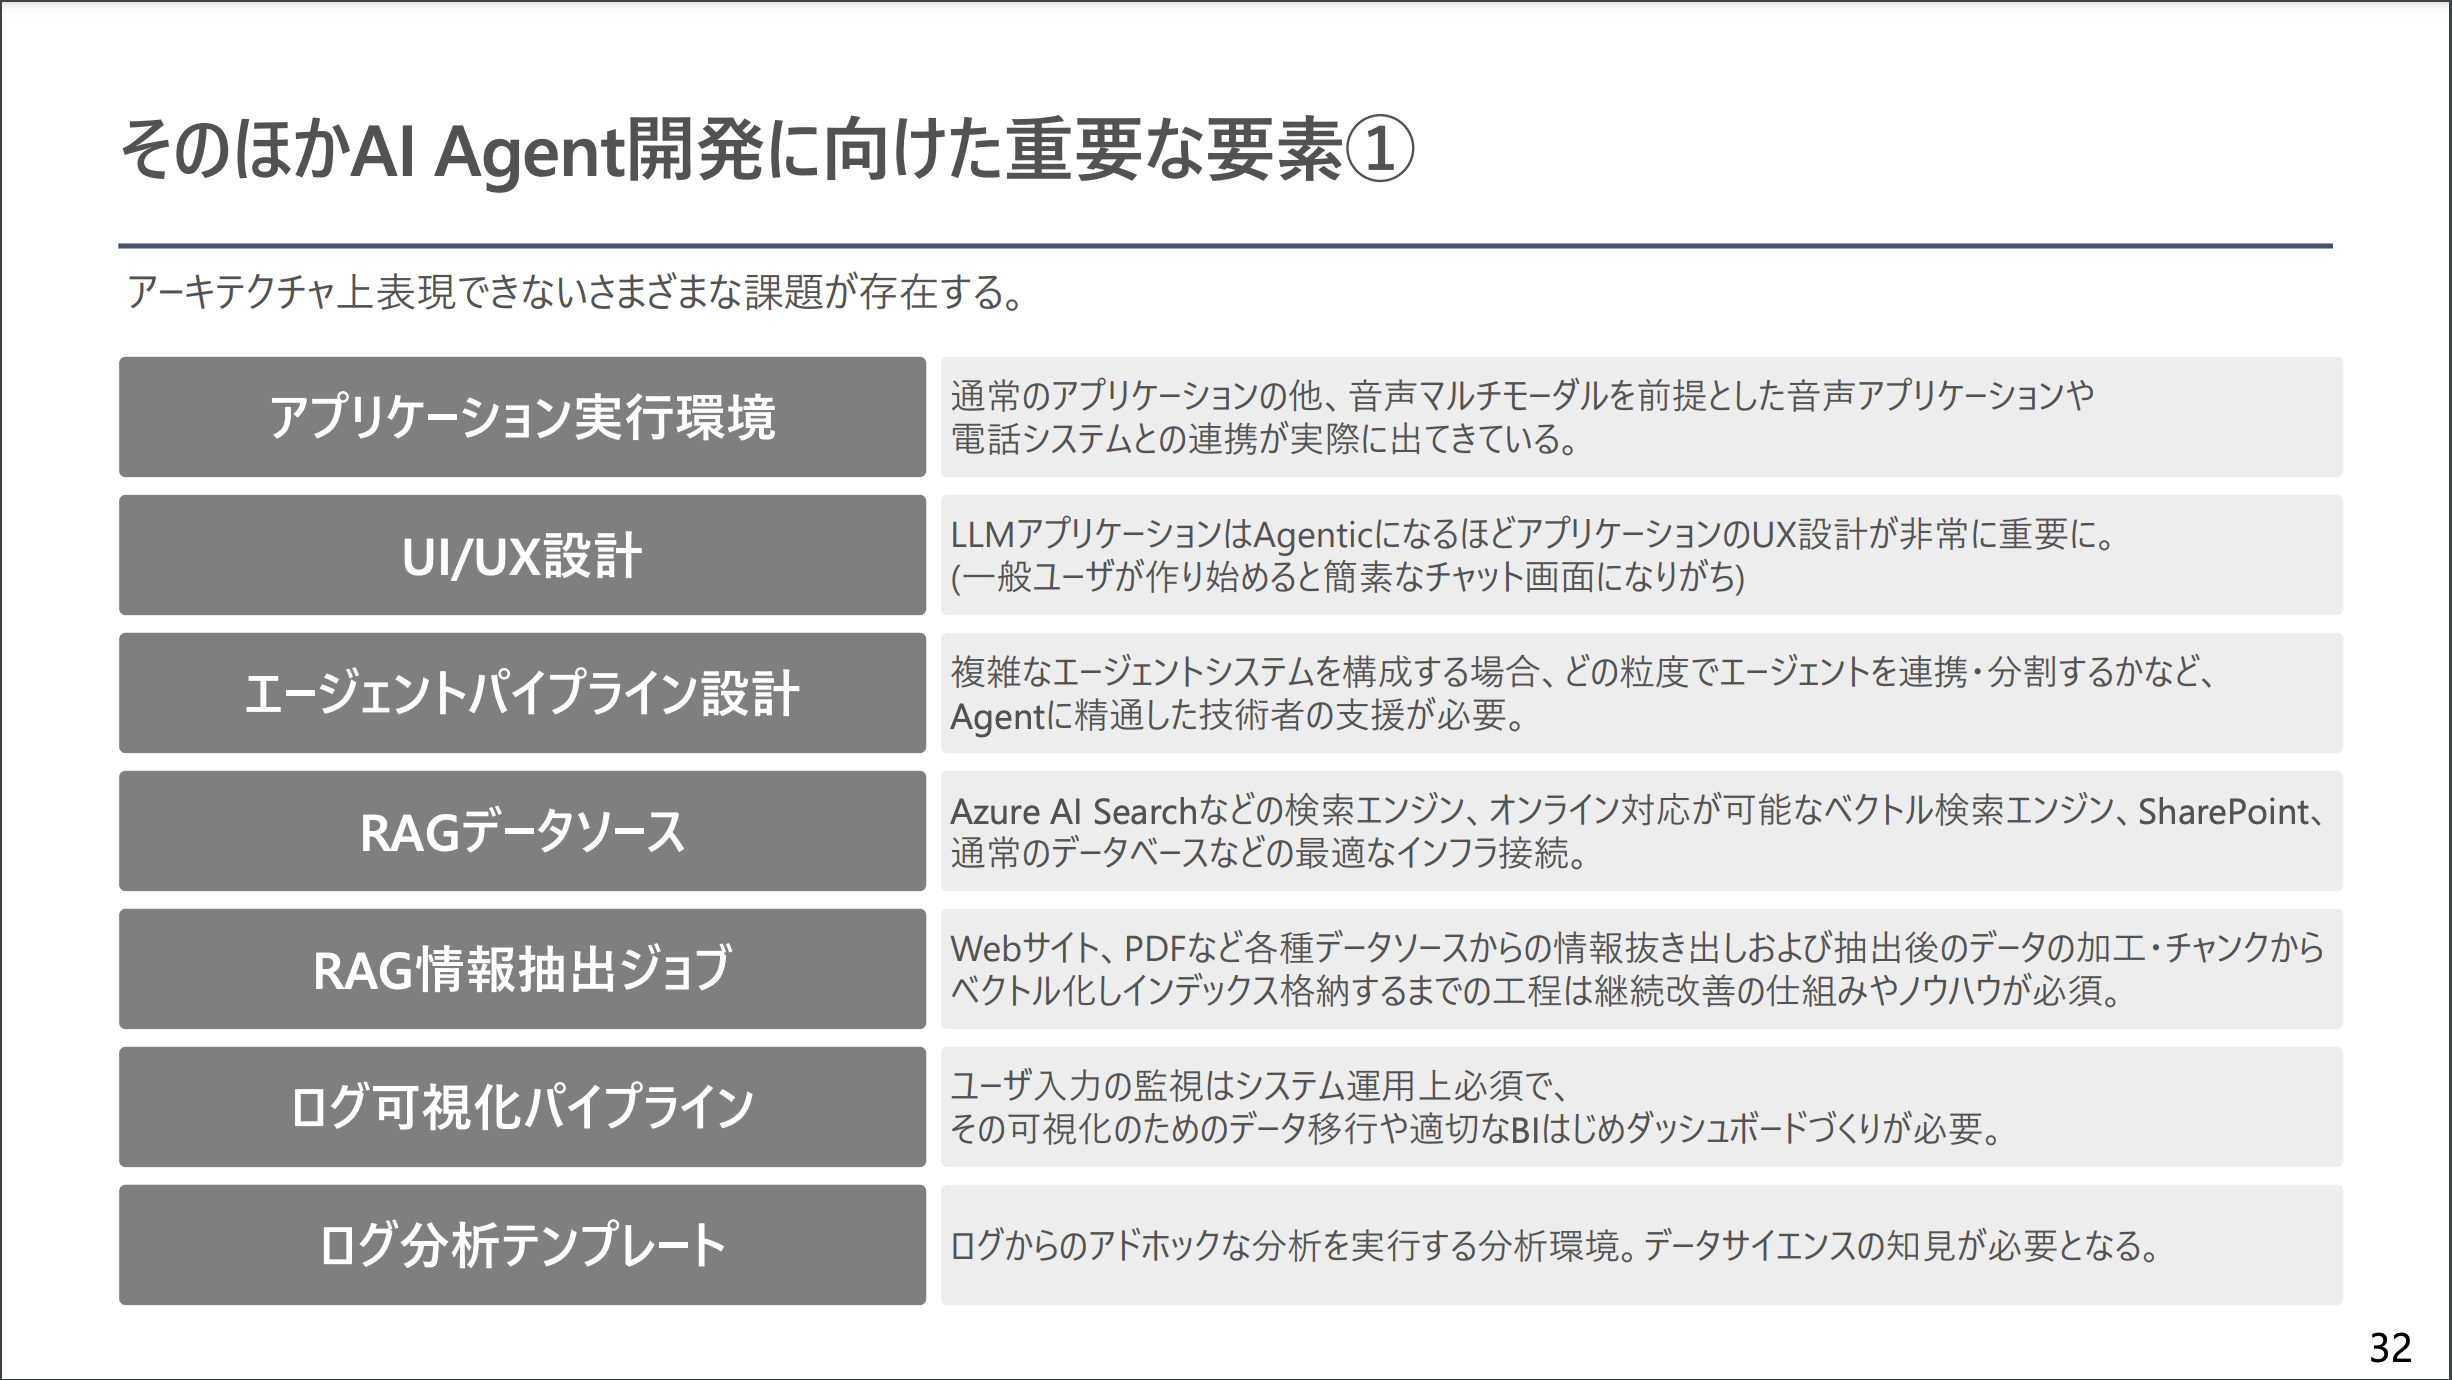 そのほかAI Agent開発に向けた重要な要素①
アーキテクチャ上表現できないさまざまな課題が存在する。
アプリケーション実行環境
通常のアプリケーションの他、音声マルチモーダルを前提とした音声アプリケーションや
電話システムとの連携が実際に出てきている。
UI/UX設計
LLMアプリケーションはAgenticになるほどアプリケーションのUX設計が非常に重要に。
(一般ユーザが作り始めると簡素なチャット画面になりがち)
エージェントパイプライン設計
複雑なエージェントシステムを構成する場合、どの粒度でエージェントを連携・分割するかなど、
Agentに精通した技術者の支援が必要。
RAGデータソース
Azure AI Searchなどの検索エンジン、オンライン対応が可能なベクトル検索エンジン、SharePoint、
通常のデータベースなどの最適なインフラ接続。
RAG情報抽出ジョブ
Webサイト、PDFなど各種データソースからの情報抜き出しおよび抽出後のデータの加工・チャンクから
ベクトル化しインデックス格納するまでの工程は継続改善の仕組みやノウハウが必須。
ログ可視化パイプライン
ユーザ入力の監視はシステム運用上必須で、
その可視化のためのデータ移行や適切なBIはじめダッシュボードづくりが必要。
ログ分析テンプレート
ログからのアドホックな分析を実行する分析環境。データサイエンスの知見が必要となる。
32